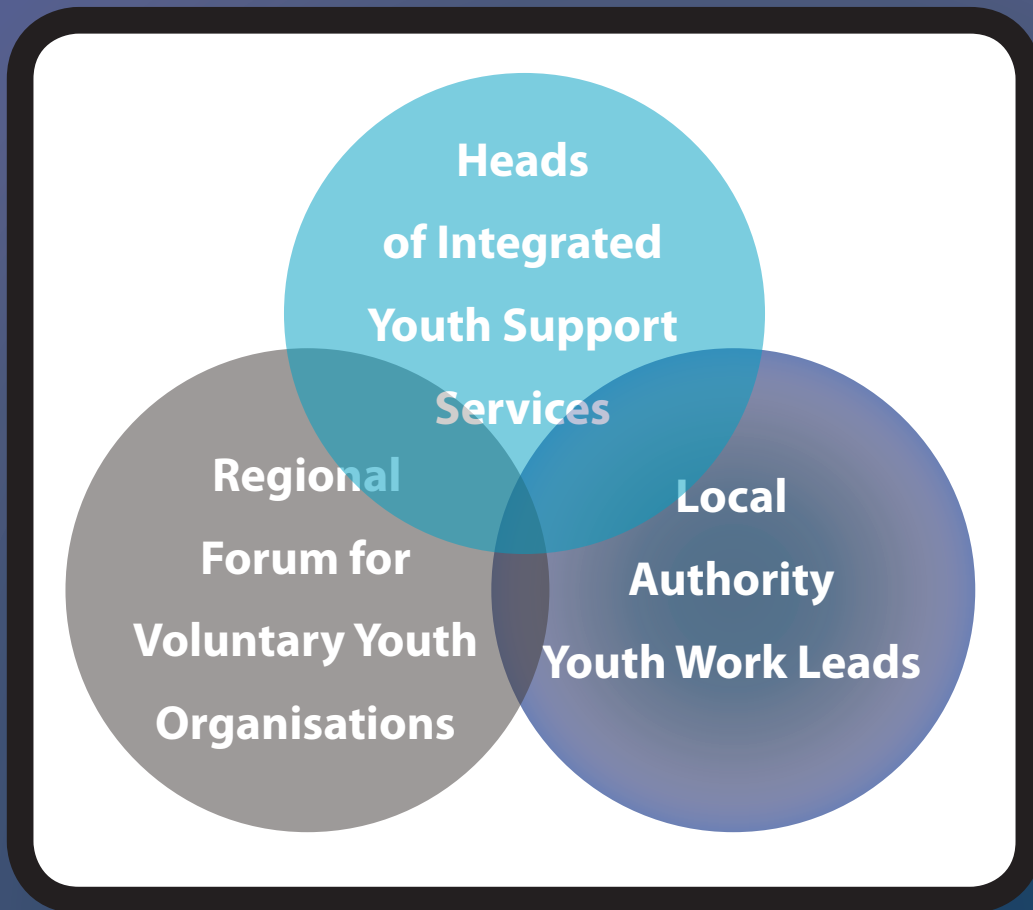 Heads
of Integrated
Youth Support
Services
Regional
Forum for
Voluntary Youth
Organisations
Local
Authority
Youth Work Leads